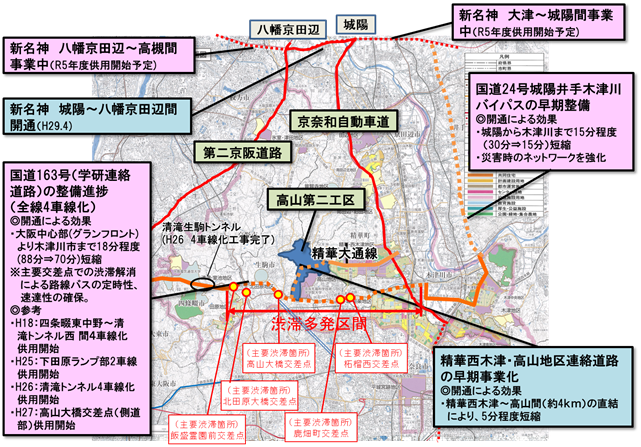 八幡京田辺
城陽
新名神 大津~城陽間事業
中(R5年度供用開始予定)
新名神 八幡京田辺~高槻間
事業中(R5年度供用開始予定)
新名神 城陽~八幡京田辺間
開通(H29.4)
凡例
国道24号城陽井手木津川
バイパスの早期整備
◎開通による効果
・城陽から木津川まで15分程度
(30分⇒15分)短縮
・災害時のネットワークを強化
京奈和自動車道
第二京阪道路
国道163号(学研連絡
道路)の整備進捗
(全線4車線化)
◎開通による効果
・大阪中心部(グランフロント)
より木津川市まで18分程度
(88分⇒70分)短縮
※主要交差点での渋滞解消
による路線バスの定時性、
速達性の確保。
◎参考
・H18:四条畷東中野~清
滝トンネル西 間4車線化
供用開始
・H25:下田原ランプ部2車線
供用開始
・H26:清滝トンネル4車線化
供用開始
・H27:高山大橋交差点(側道
部)供用開始
高山第二工区
清滝生駒トンネル
(H26 4車線化工事完了)
精華大通線
精華町
生駒市
木津川市
四條畷市
渋滞多発区間
(主要渋滞箇所)
高山大橋交差点
(主要渋滞箇所)
柘榴西交差点
(主要渋滞箇所)
北田原大橋交差点
(主要渋滞箇所)
飯盛霊園前交差点
(主要渋滞箇所)
鹿畑町交差点
精華西木津・高山地区連絡道路
の早期事業化
◎開通による効果
・精華西木津~高山間(約4km)の直結
により、5分程度短縮